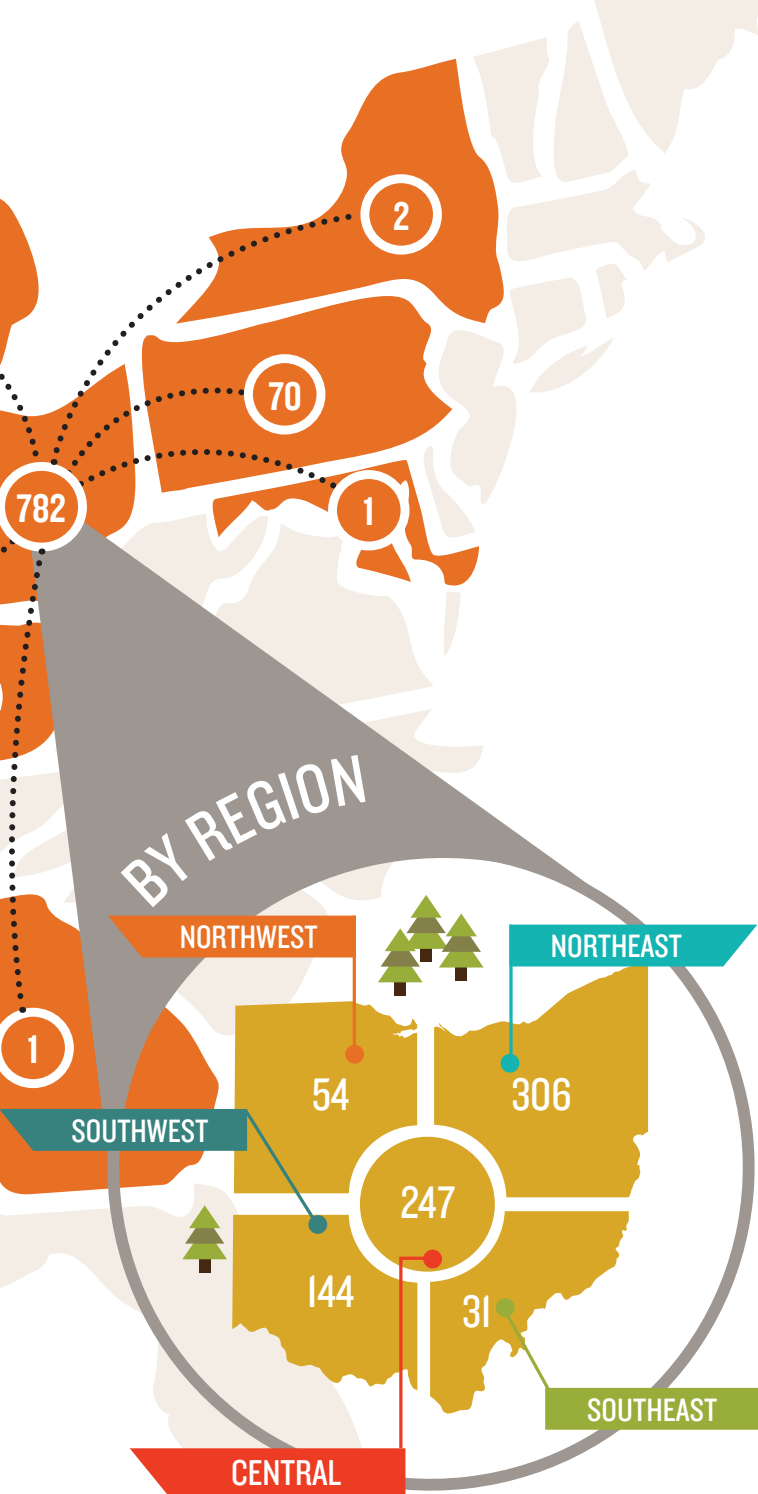 2
70
782
1
BY REGION
1
NORTHWEST
NORTHEAST
54
306
SOUTHWEST
247
144
31
SOUTHEAST
CENTRAL